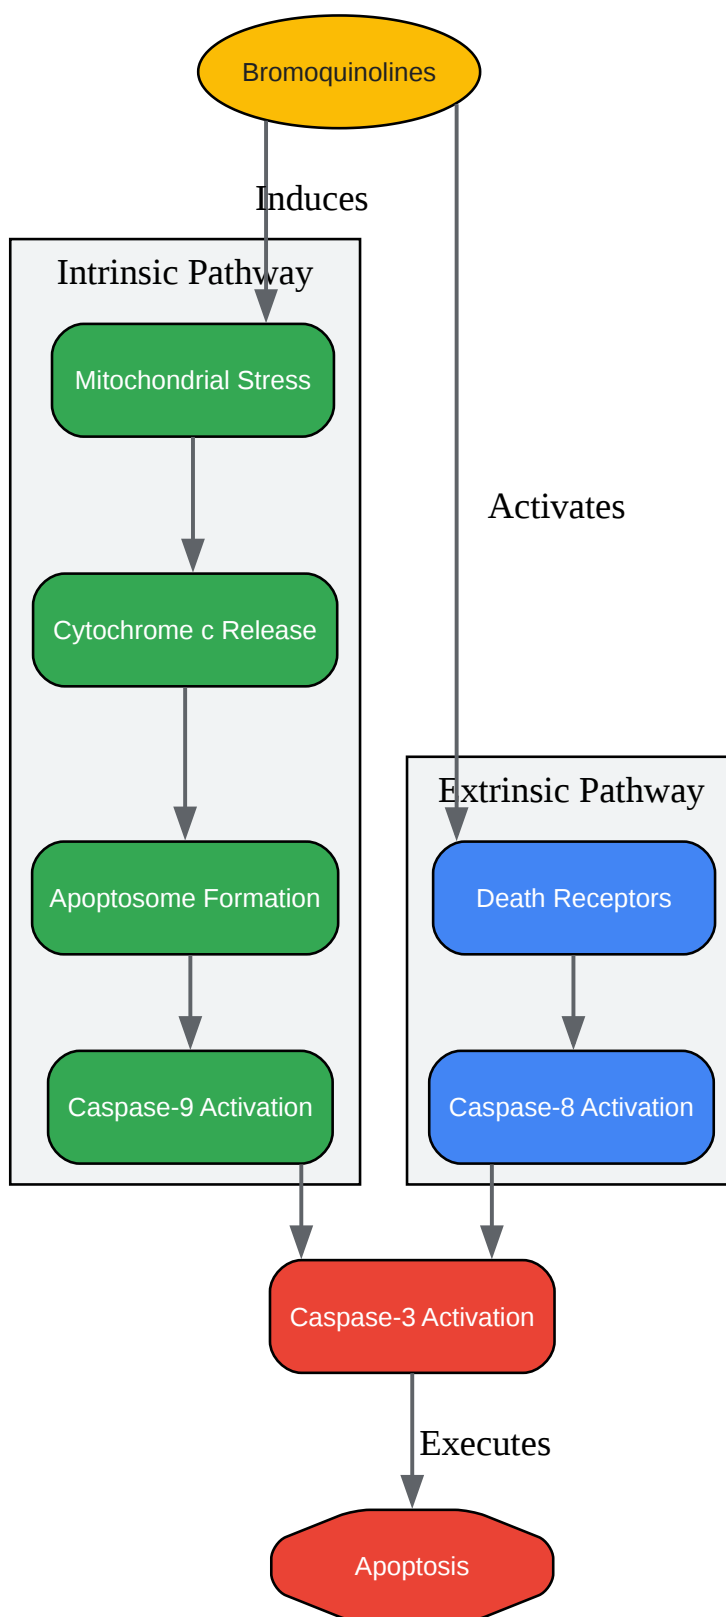 Bromoquinolines
Induces
Intrinsic Pathway
Mitochondrial Stress
Activates
Cytochrome c Release
Extrinsic Pathway
Apoptosome Formation
Death Receptors
Caspase-9 Activation
Caspase-8 Activation
Caspase-3 Activation
Executes
Apoptosis